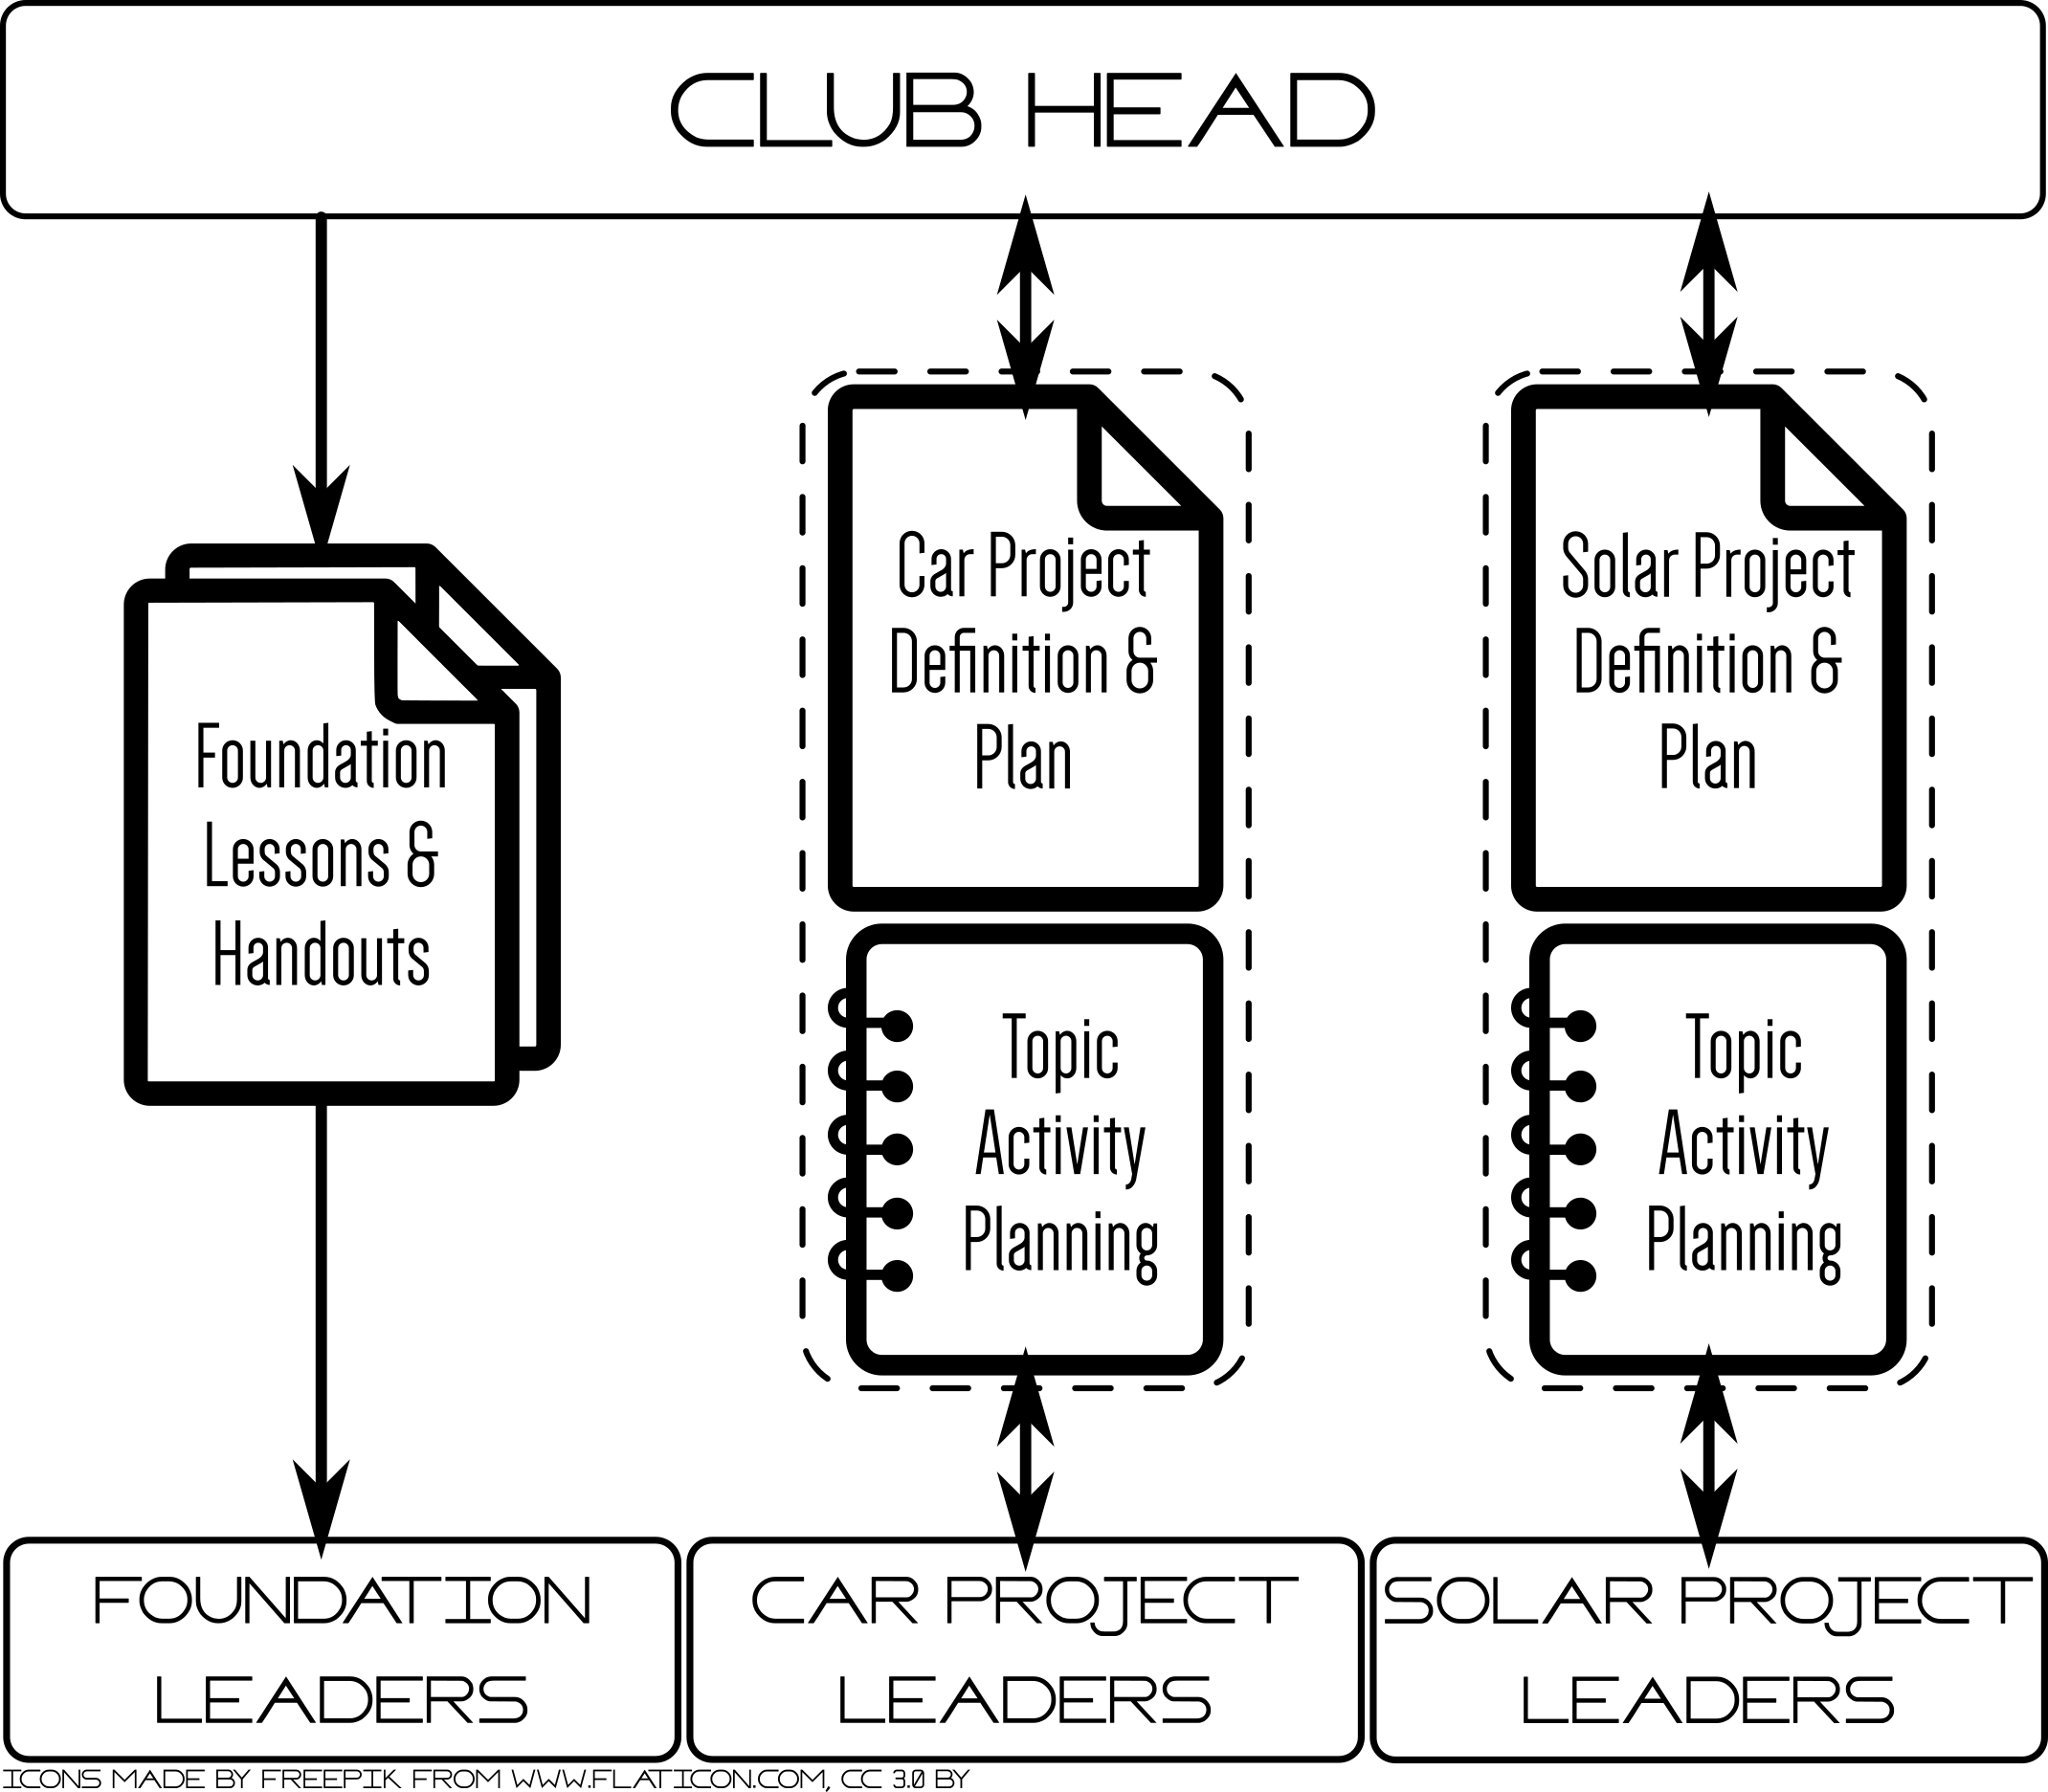 CLUB HEAD
Foundation
Lessons &
Handouts
Car Project
Definition &
Plan
Topic
Activity
Planning
Solar Project
Definition &
Plan
Topic
Activity
Planning
FOUNDATION
LEADERS
CAR PROJECT
LEADERS
SOLAR PROJECT
LEADERS
ICONS MADE BY FREEPIK FROM WWW.FLATICON.COM, CC 3.0 BY